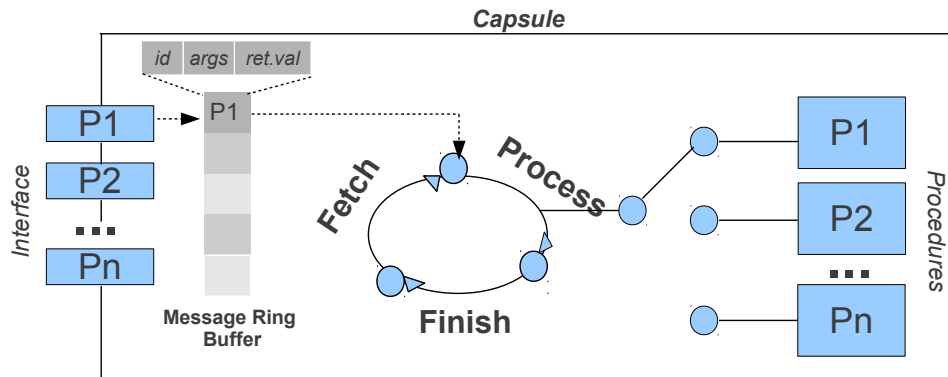 Capsule
id args ret.val
P1
P2
...
Pn
Interface
P1
Message Ring
Buffer
Fetch
Process
Finish
P1
P2
...
Pn
Procedures